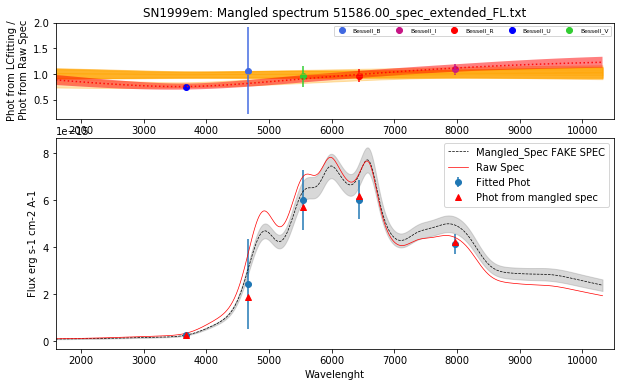 SN1999em: Mangled spectrum 51586.00_spec_extended_FL.txt
Phot from LCfitting /
Phot from Raw Spec
2.0
1.5
1.0
0.5
Bessell_B Bessell_I Bessell_R Bessell_U Bessell_V
2000 3000 4000 5000 6000 7000 8000 9000 10000
Flux erg s-1 cm-2 A-1
8
6
4
2
0
Mangled_Spec FAKE SPEC
Raw Spec
Fitted Phot
Phot from mangled spec
2000 3000 4000 5000 6000 7000 8000 9000 10000
Wavelenght